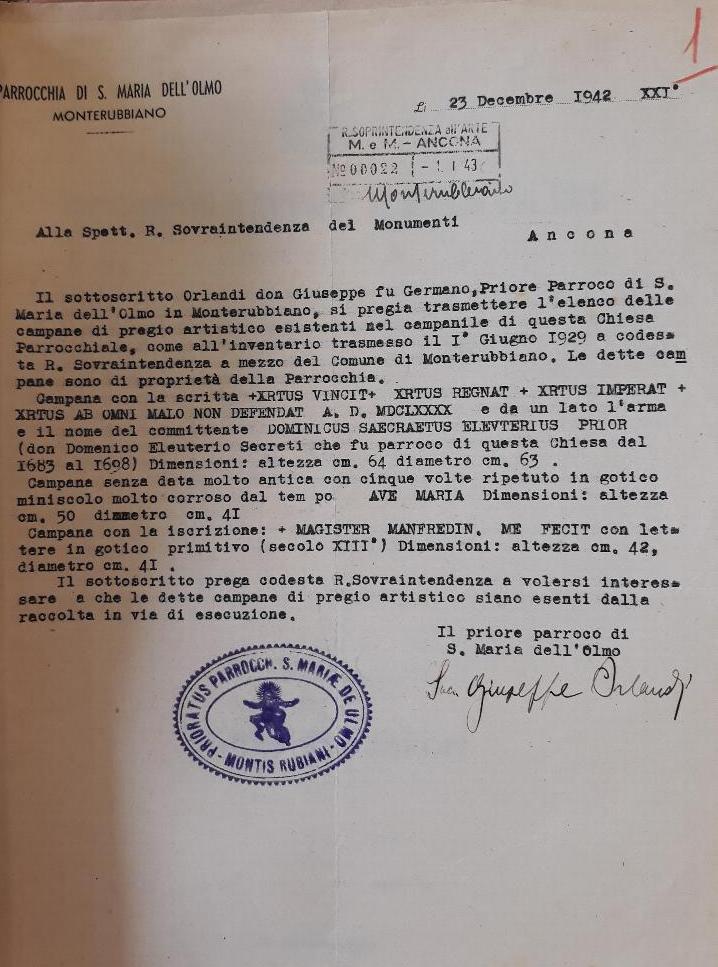 1
PARROCCHIA DI S. MARIA DELL'OLMO
MONTERUBBIANO
Li 23 Decembre 1942 XXI°
R. SOPRINTENDENZA all'ARTE
M. e M. - ANCONA
No 00022 - 1. 1 43
Monterubbiano
Alla Spett. R. Sovraintendenza del Monumenti
Ancona
Il sottoscritto Orlandi don Giuseppe fu Germano, Priore Parroco di S.
Maria dell'Olmo in Monterubbiano, si pregia trasmettere l'elenco delle
campane di pregio artistico esistenti nel campanile di questa Chiesa
Parrocchiale, come all'inventario trasmesso il I° Giugno 1929 a codes=
ta R. Sovraintendenza a mezzo del Comune di Monterubbiano. Le dette cam
pane sono di proprietà della Parrocchia.
Campana con la scritta +XRTUS VINCIT+ XRTUS REGNAT + XRTUS IMPERAT +
XRTUS AB OMNI MALO NON DEFENDAT A. D. MDCLXXXX e da un lato l'arma
e il nome del committente DOMINICUS SAECRAETUS ELEVTERIUS PRIOR
(don Domenico Eleuterio Secreti che fu parroco di questa Chiesa dal
I683 al I698) Dimensioni: altezza cm. 64 diametro cm. 63 .
Campana senza data molto antica con cinque volte ripetuto in gotico
miniscolo molto corroso dal tem po AVE MARIA Dimensioni: altezza
cm. 50 diammetro cm. 4I
Campana con la iscrizione: + MAGISTER MANFREDIN. ME FECIT con let=
tere in gotico primitivo (secolo XIII°) Dimensioni: altezza cm. 42,
diametro cm. 4I .
Il sottoscritto prega codesta R.Sovraintendenza a volersi interes=
sare a che le dette campane di pregio artistico siano esenti dalla
raccolta in via di esecuzione.
Il priore parroco di
S. Maria dell'Olmo
Giuseppe Orlandi
PRIORATUS PARROCCH. S. MARIÆ DE ULMO
- MONTIS RUBIANI -